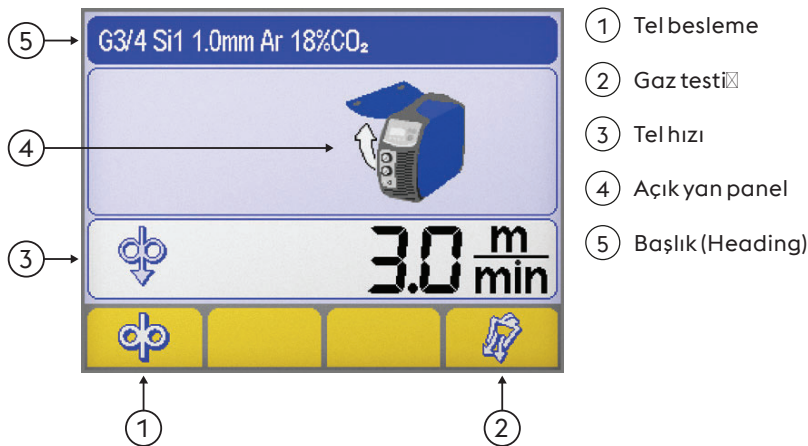 5
G3/4 Si1 1.0mm Ar 18%CO₂
4
3
3.0 m/min
1
2
1 Tel besleme
2 Gaz testi
3 Tel hızı
4 Açık yan panel
5 Başlık (Heading)